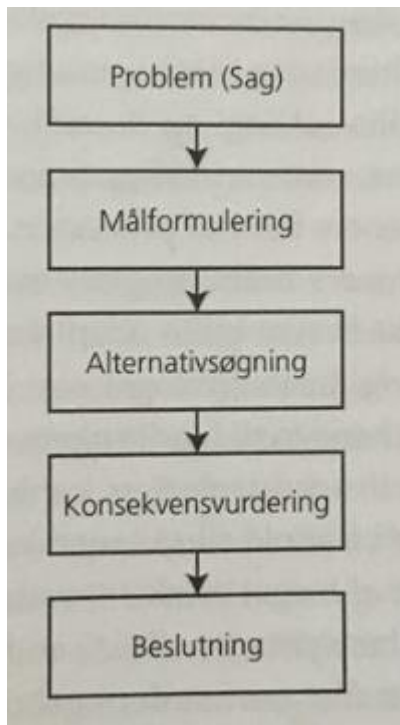 Problem (Sag)
Målformulering
Alternativsøgning
Konsekvensvurdering
Beslutning